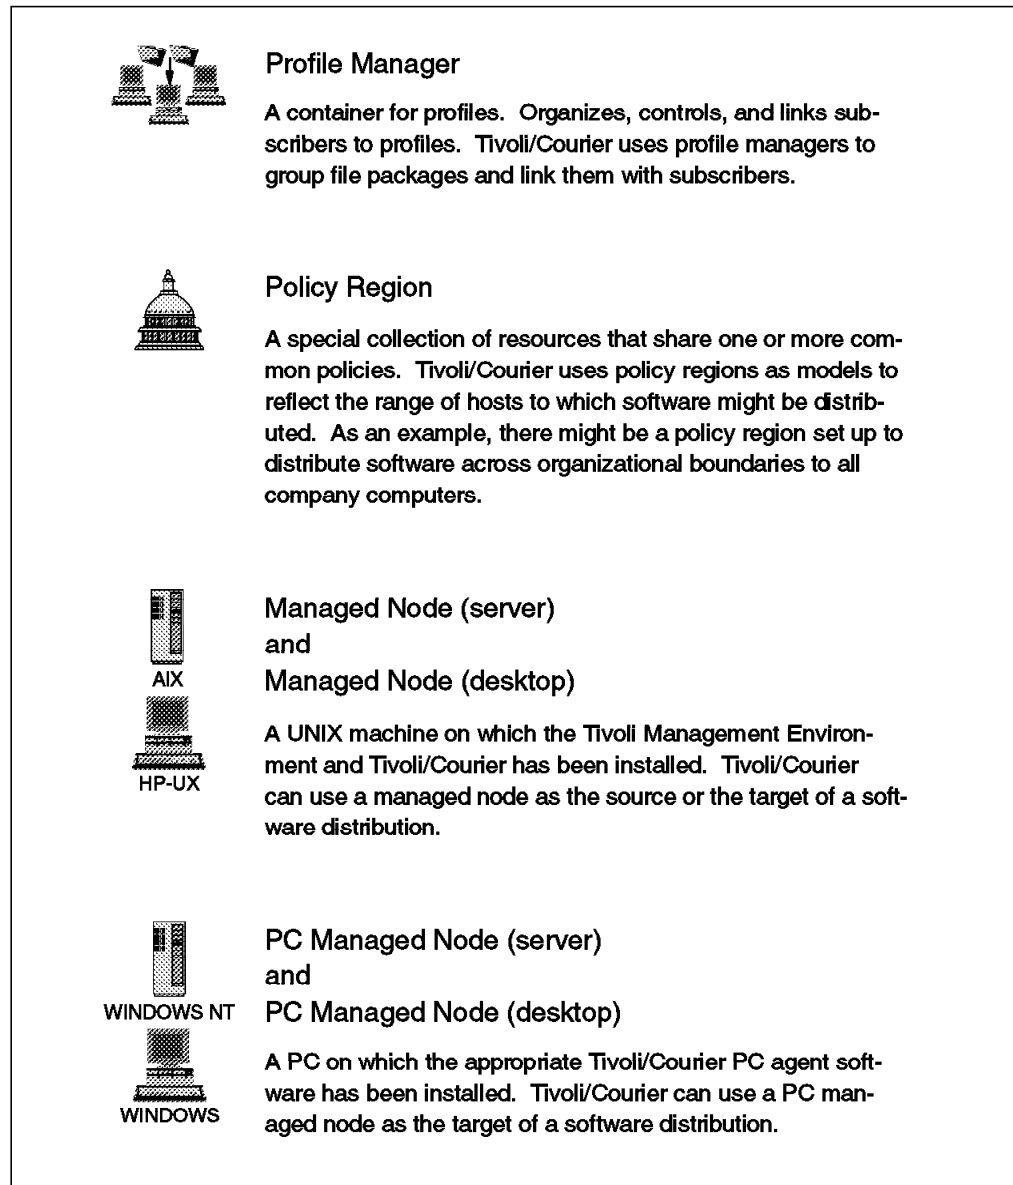 Profile Manager
A container for profiles. Organizes, controls, and links sub-
scribers to profiles. Tivoli/Courier uses profile managers to
group file packages and link them with subscribers.
Policy Region
A special collection of resources that share one or more com-
mon policies. Tivoli/Courier uses policy regions as models to
reflect the range of hosts to which software might be distrib-
uted. As an example, there might be a policy region set up to
distribute software across organizational boundaries to all
company computers.
Managed Node (server)
and
AIX
Managed Node (desktop)
A UNIX machine on which the Tivoli Management Environ-
ment and Tivoli/Courier has been installed. Tivoli/Courier
HP-UX
can use a managed node as the source or the target of a soft-
ware distribution.
PC Managed Node (server)
and
WINDOWS NT
PC Managed Node (desktop)
A PC on which the appropriate Tivoli/Courier PC agent soft-
ware has been installed. Tivoli/Courier can use a PC man-
WINDOWS
aged node as the target of a software distribution.